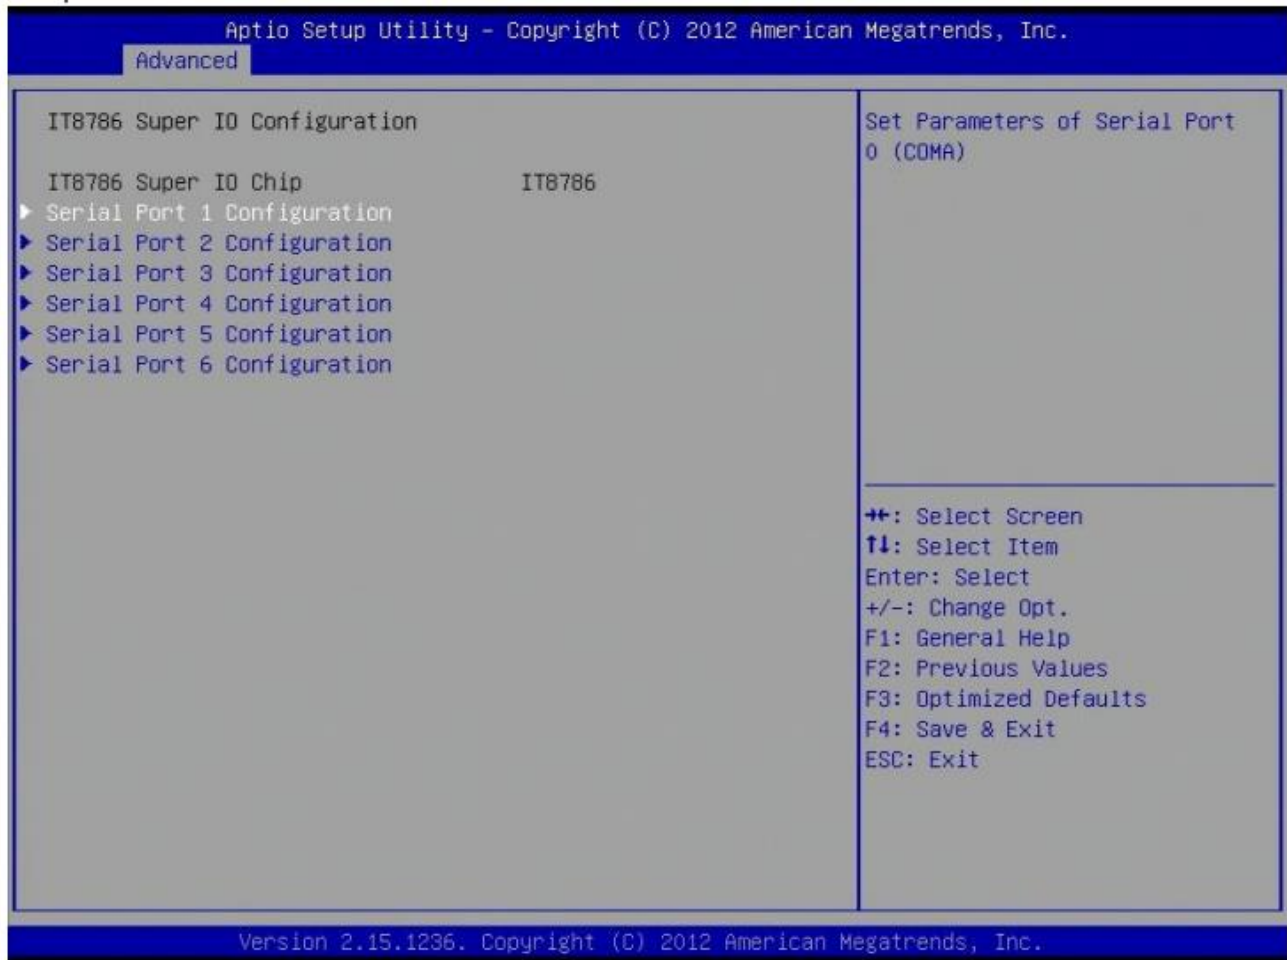 Aptio Setup Utility – Copyright (C) 2012 American Megatrends, Inc.
Advanced
IT8786 Super IO Configuration
IT8786 Super IO Chip IT8786
Serial Port 1 Configuration
Serial Port 2 Configuration
Serial Port 3 Configuration
Serial Port 4 Configuration
Serial Port 5 Configuration
Serial Port 6 Configuration
Set Parameters of Serial Port
0 (COMA)
→←: Select Screen
↑↓: Select Item
Enter: Select
+/-: Change Opt.
F1: General Help
F2: Previous Values
F3: Optimized Defaults
F4: Save & Exit
ESC: Exit
Version 2.15.1236. Copyright (C) 2012 American Megatrends, Inc.